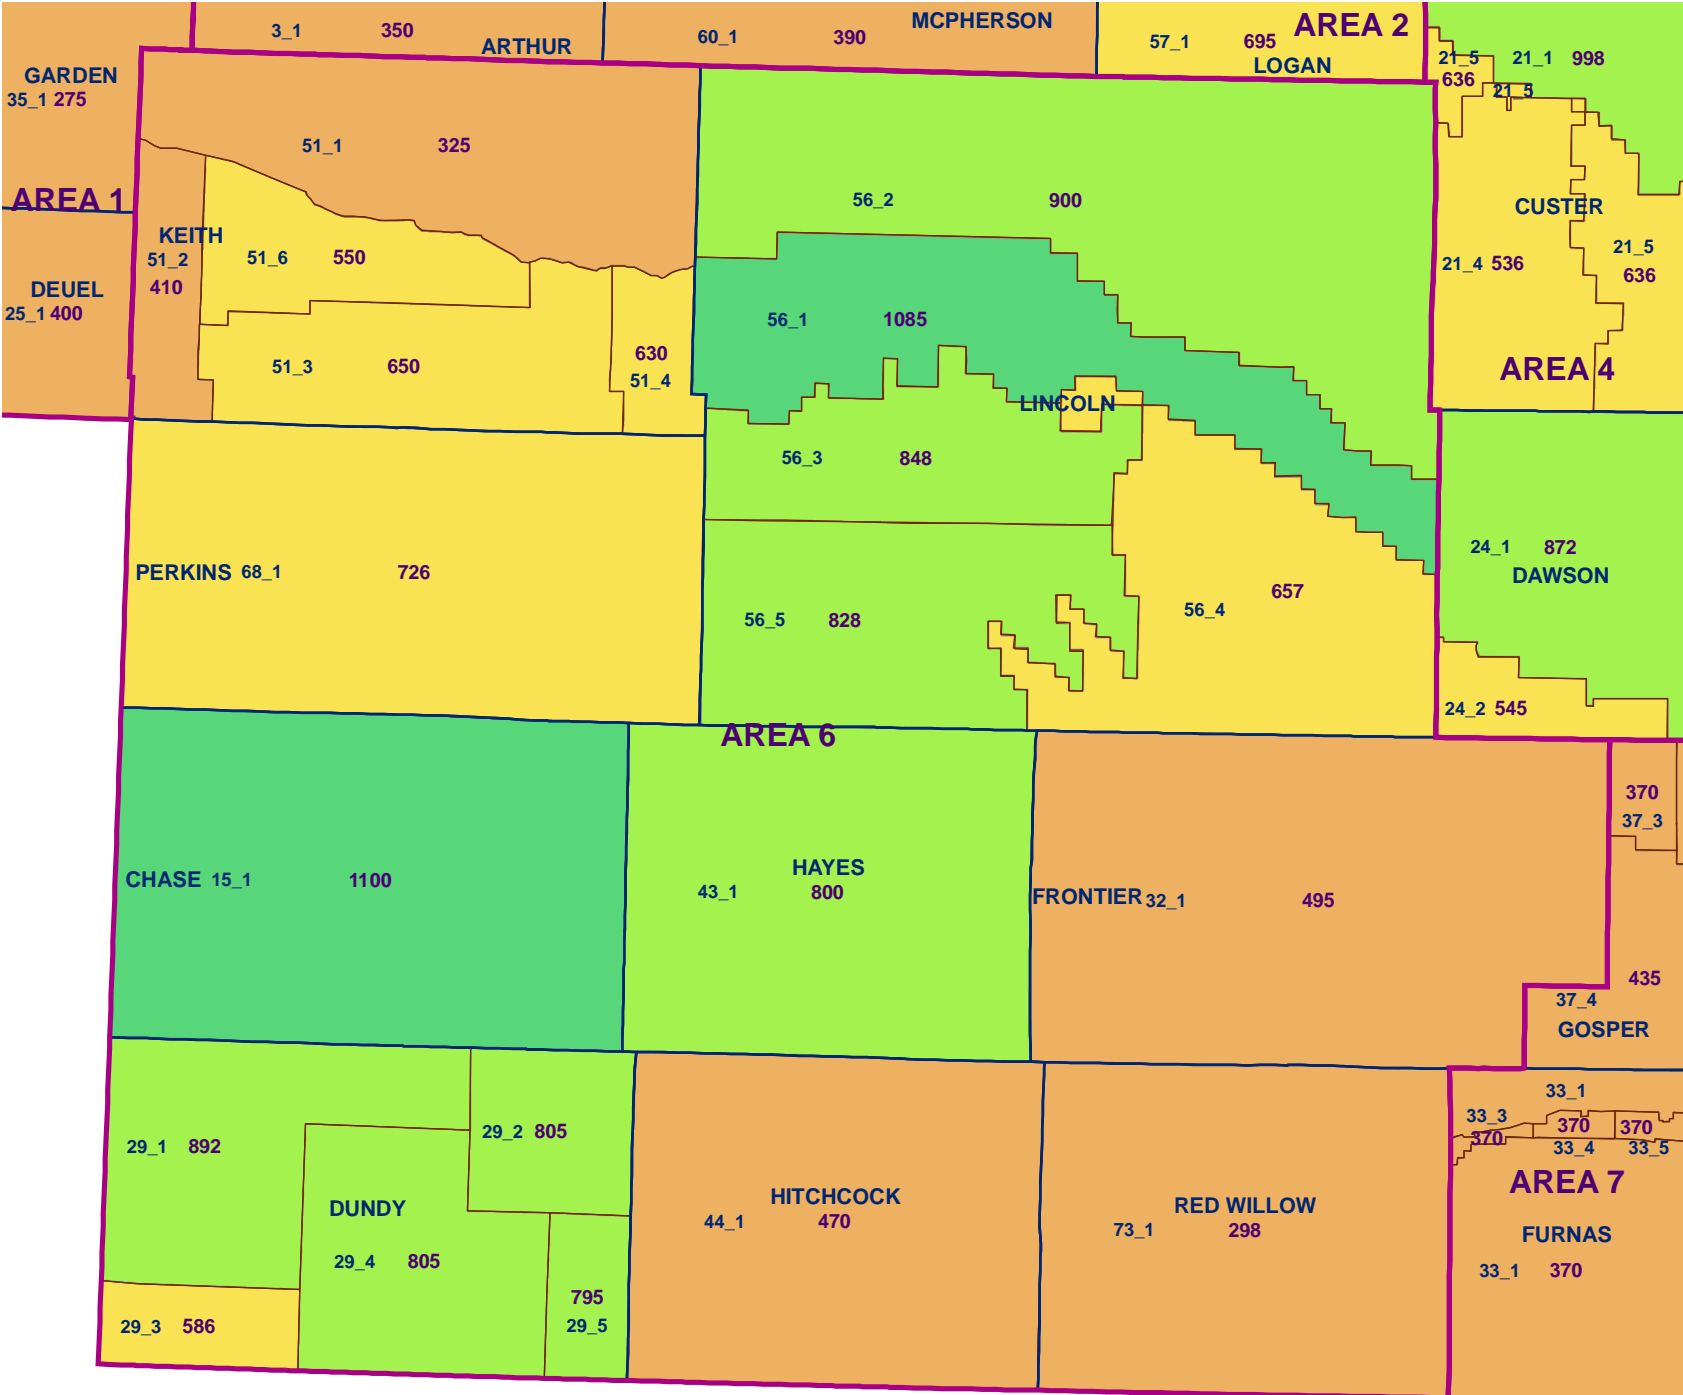 3_1 350 ARTHUR
60_1 390 MCPHERSON
57_1 695 AREA 2
LOGAN
21_5 21_1 998
636 21_5
GARDEN
35_1 275
51_1 325
AREA 1
56_2 900
CUSTER
KEITH
51_2 51_6 550
410
21_4 536
21_5
636
DEUEL
25_1 400
56_1 1085
51_3 650
630
51_4
AREA 4
LINCOLN
56_3 848
24_1 872
DAWSON
PERKINS 68_1 726
56_5 828
56_4 657
24_2 545
AREA 6
370
37_3
CHASE 15_1 1100
HAYES
43_1 800
FRONTIER 32_1 495
435
37_4
GOSPER
33_1
33_3 370 370
370 33_4 33_5
29_1 892
29_2 805
AREA 7
DUNDY
HITCHCOCK
44_1 470
RED WILLOW
73_1 298
FURNAS
33_1 370
29_4 805
795
29_5
29_3 586